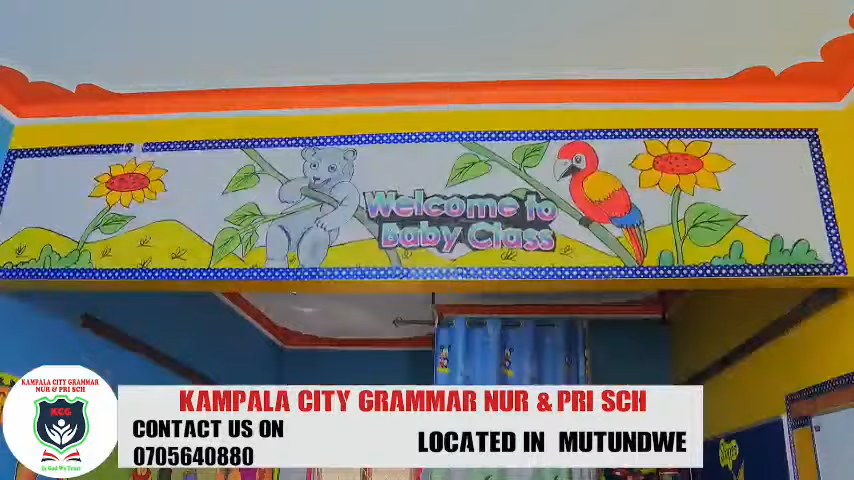 Welcome to
Baby Class
KAMPALA CITY GRAMMAR
NUR & PRI SCH
KCG
In God We Trust
KAMPALA CITY GRAMMAR NUR & PRI SCH
CONTACT US ON
0705640880
LOCATED IN MUTUNDWE